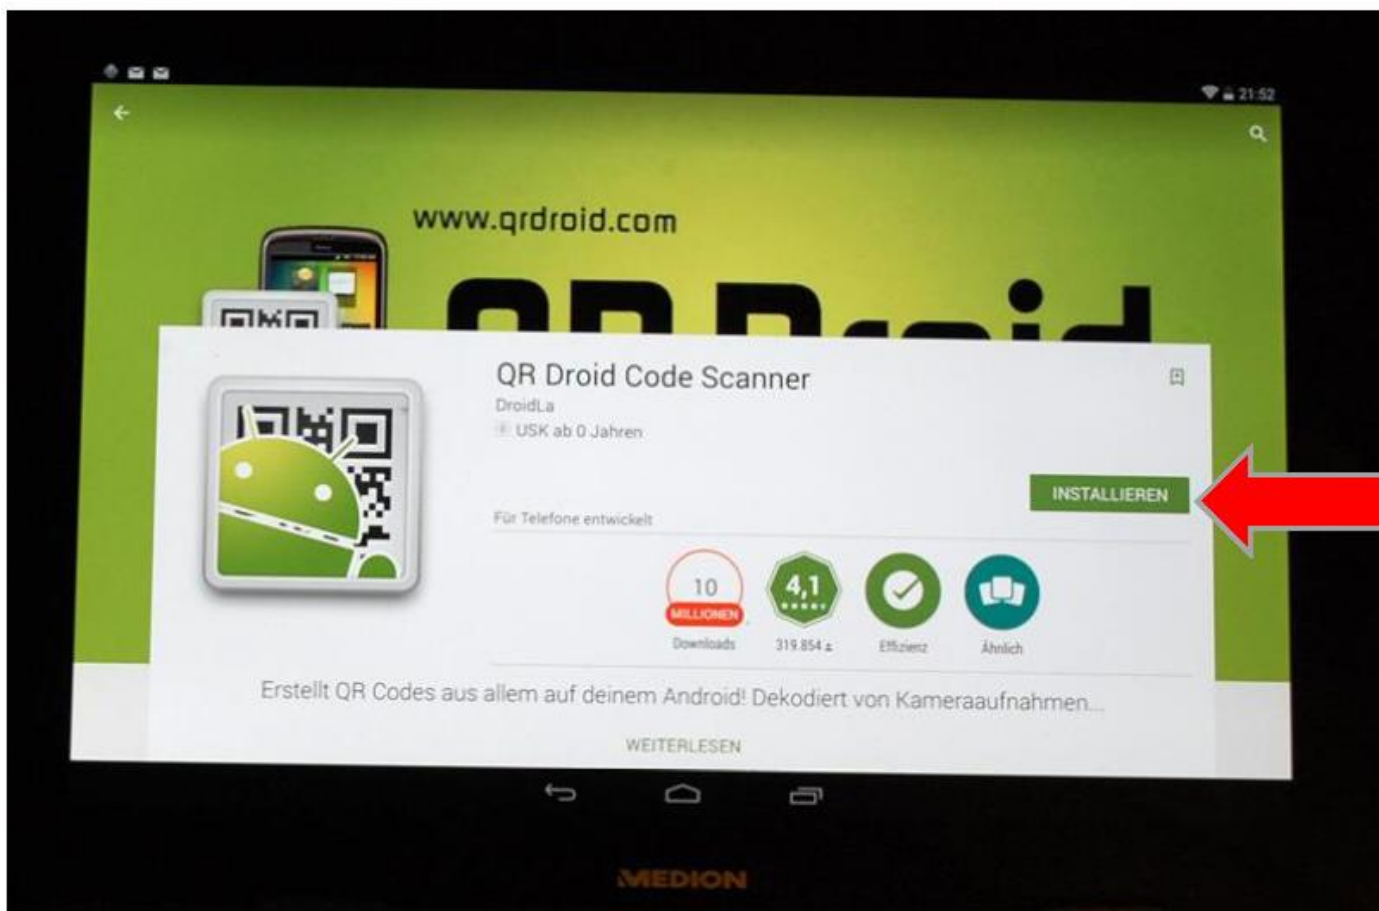 21:52
www.qrdroid.com
QR Droid
QR Droid Code Scanner
DroidLa
USK ab 0 Jahren
INSTALLIEREN
Für Telefone entwickelt
10
MILLIONEN
4,1
Downloads
319.854
Effizienz
Ähnlich
Erstellt QR Codes aus allem auf deinem Android! Dekodiert von Kameraaufnahmen...
WEITERLESEN
MEDION